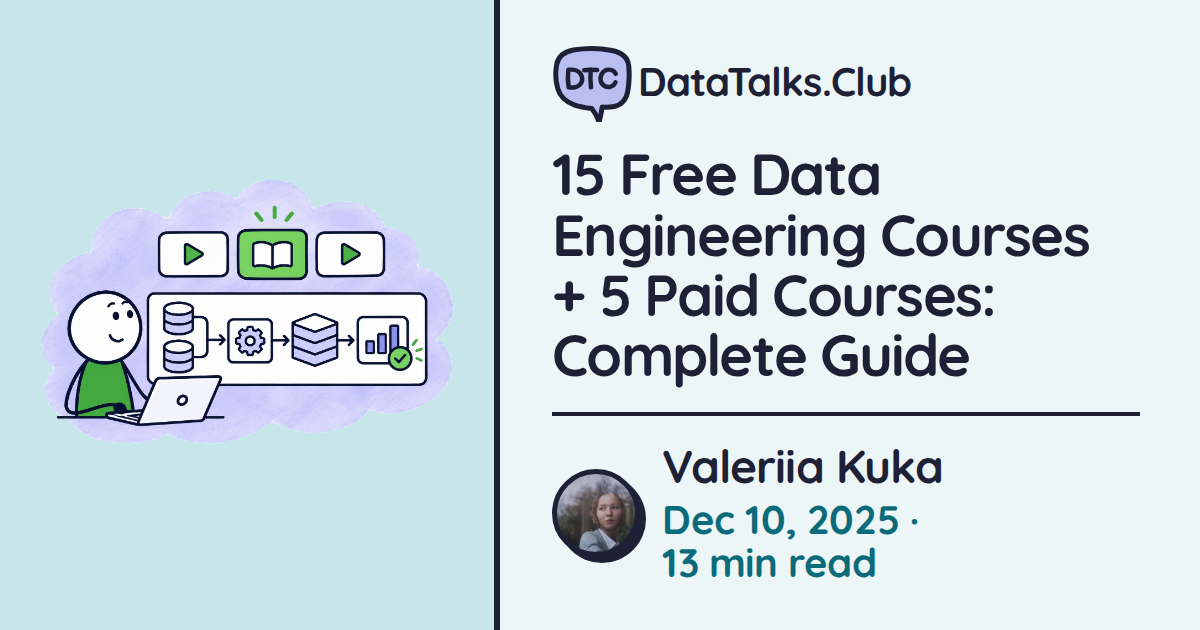 DTC DataTalks.Club
15 Free Data
Engineering Courses
+ 5 Paid Courses:
Complete Guide
Valeriia Kuka
Dec 10, 2025 ·
13 min read